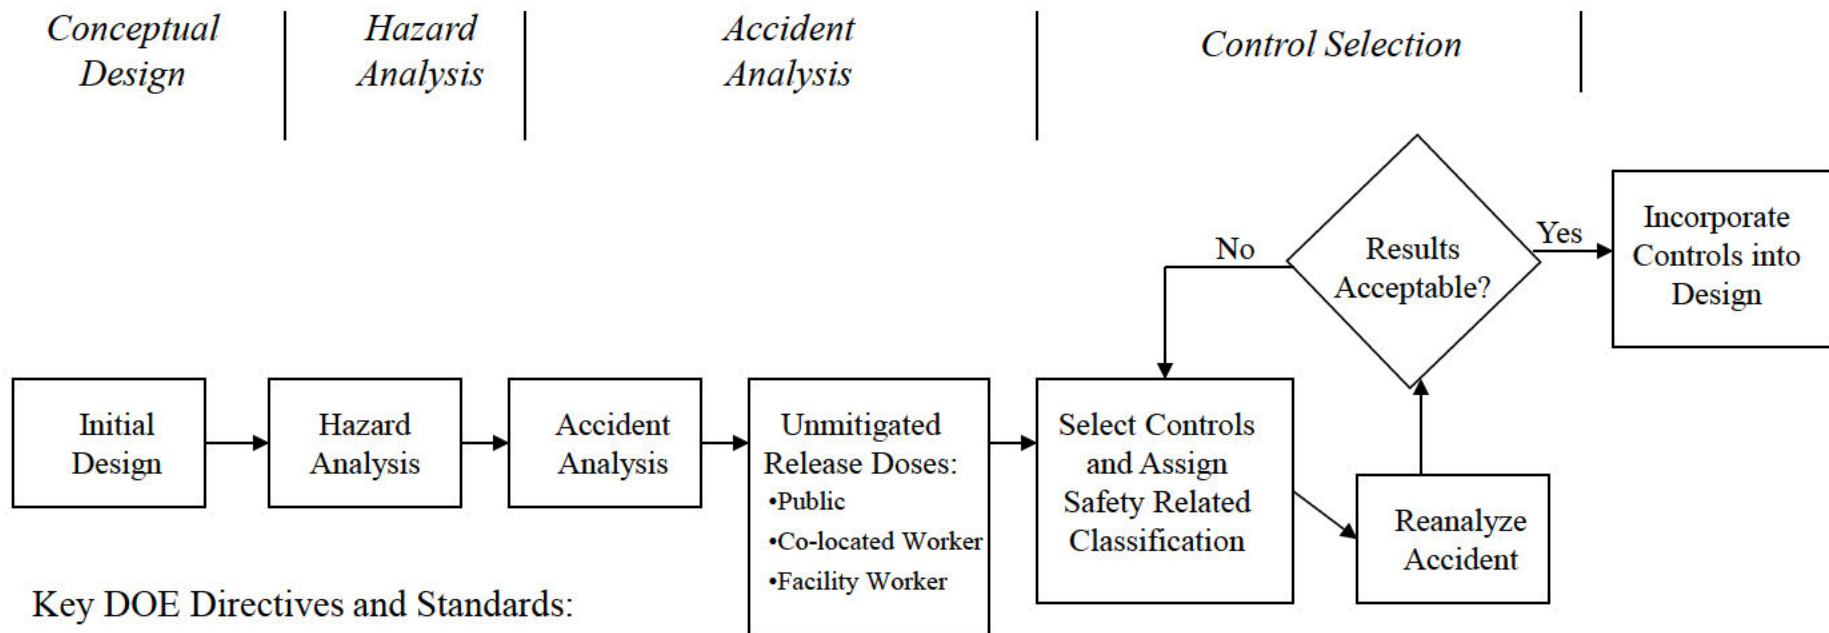 Conceptual
Design
Hazard
Analysis
Accident
Analysis
Control Selection
Initial
Design
Hazard
Analysis
Accident
Analysis
Unmitigated
Release Doses:
•Public
•Co-located Worker
•Facility Worker
Select Controls
and Assign
Safety Related
Classification
Reanalyze
Accident
Results
Acceptable?
No
Yes
Incorporate
Controls into
Design
Key DOE Directives and Standards: